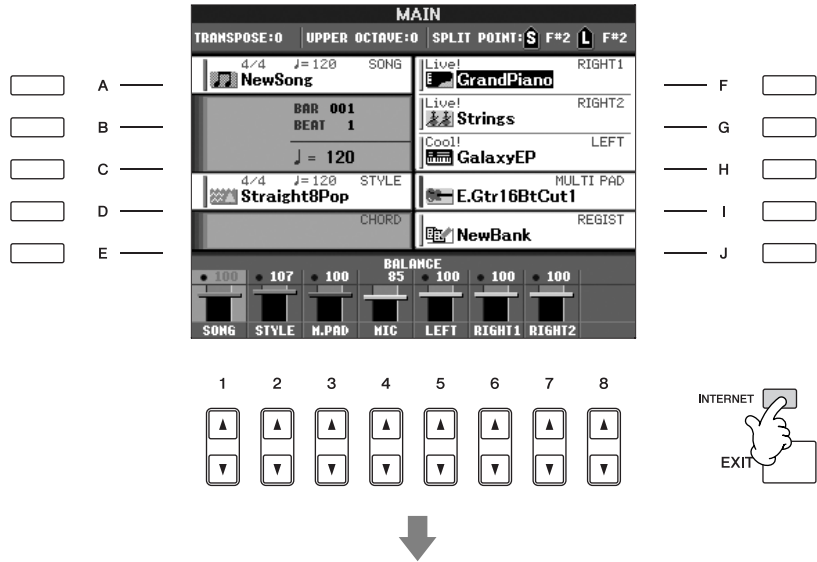 MAIN
TRANSPOSE:0 UPPER OCTAVE:0 SPLIT POINT: S F#2 L F#2
4/4 ♩=120 SONG
NewSong
BAR 001
BEAT 1
♩= 120
4/4 ♩=120 STYLE
Straight8Pop
CHORD
Live! RIGHT1
GrandPiano
Live! RIGHT2
Strings
Cool! LEFT
GalaxyEP
MULTI PAD
E.Gtr16BtCut1
REGIST
NewBank
BALANCE
100 107 100 85 100 100 100
SONG STYLE M.PAD MIC LEFT RIGHT1 RIGHT2
A
B
C
D
E
F
G
H
I
J
1 2 3 4 5 6 7 8
INTERNET
EXIT